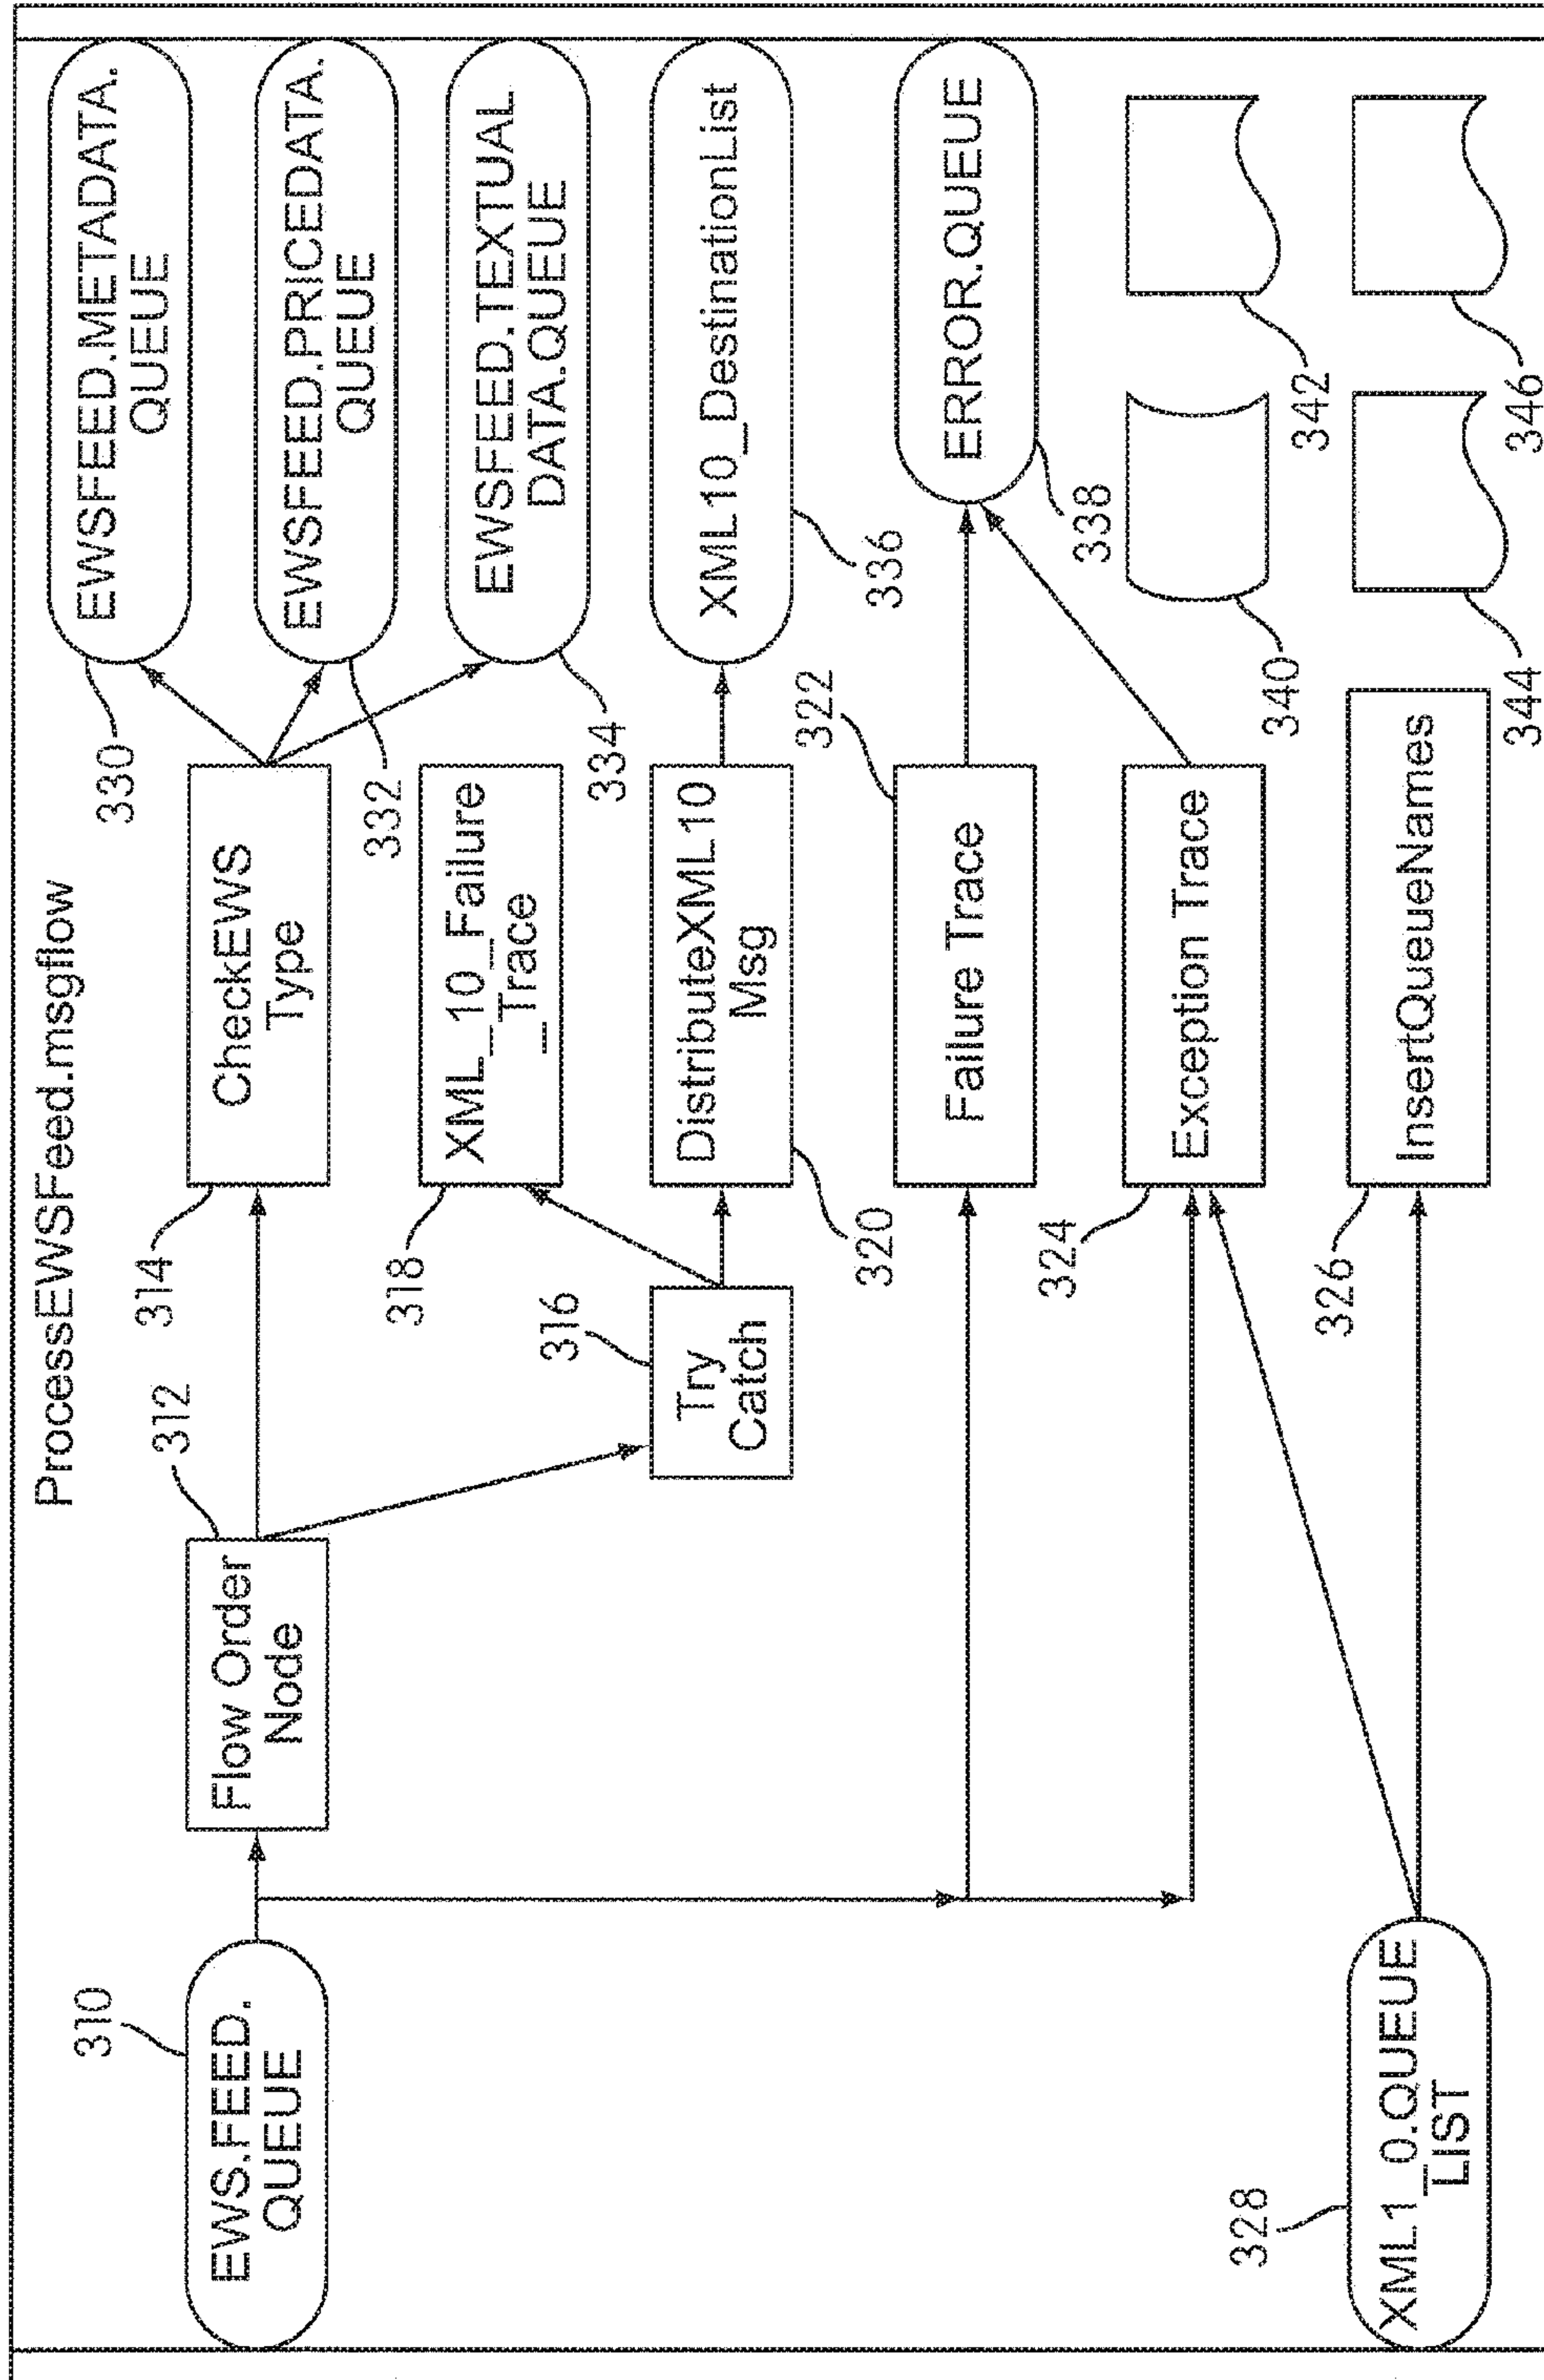 ProcessEWSFeed.msgflow
310
EWS.FEED.
QUEUE
312
Flow Order
Node
314
CheckEWS
Type
330
EWSFEED.METADATA.
QUEUE
332
EWSFEED.PRICEDATA.
QUEUE
318
XML_10_Failure
_Trace
334
EWSFEED.TEXTUAL
DATA.QUEUE
316
Try
Catch
320
DistributeXML10
Msg
336
XML10_DestinationList
322
Failure Trace
338
ERROR.QUEUE
324
Exception Trace
340
342
328
XML1_0.QUEUE
_LIST
326
InsertQueueNames
344
346